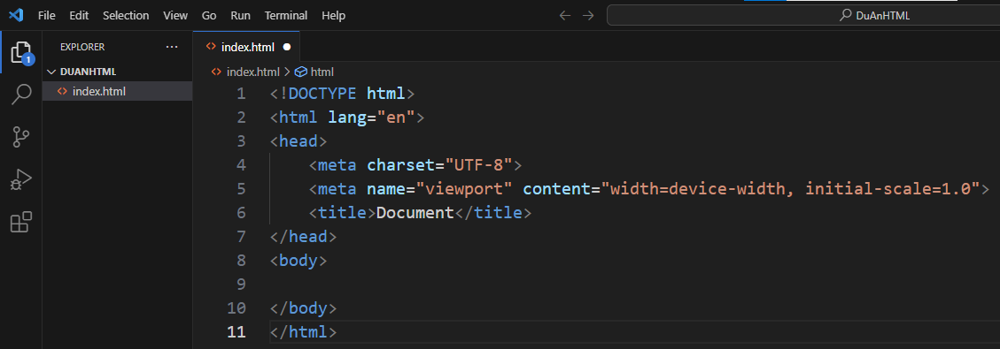 File Edit Selection View Go Run Terminal Help
DuAnHTML
EXPLORER ...
index.html
1
DUANHTML
index.html > html
index.html
1 <!DOCTYPE html>
2 <html lang="en">
3 <head>
4 <meta charset="UTF-8">
5 <meta name="viewport" content="width=device-width, initial-scale=1.0">
6 <title>Document</title>
7 </head>
8 <body>
9
10 </body>
11 </html>